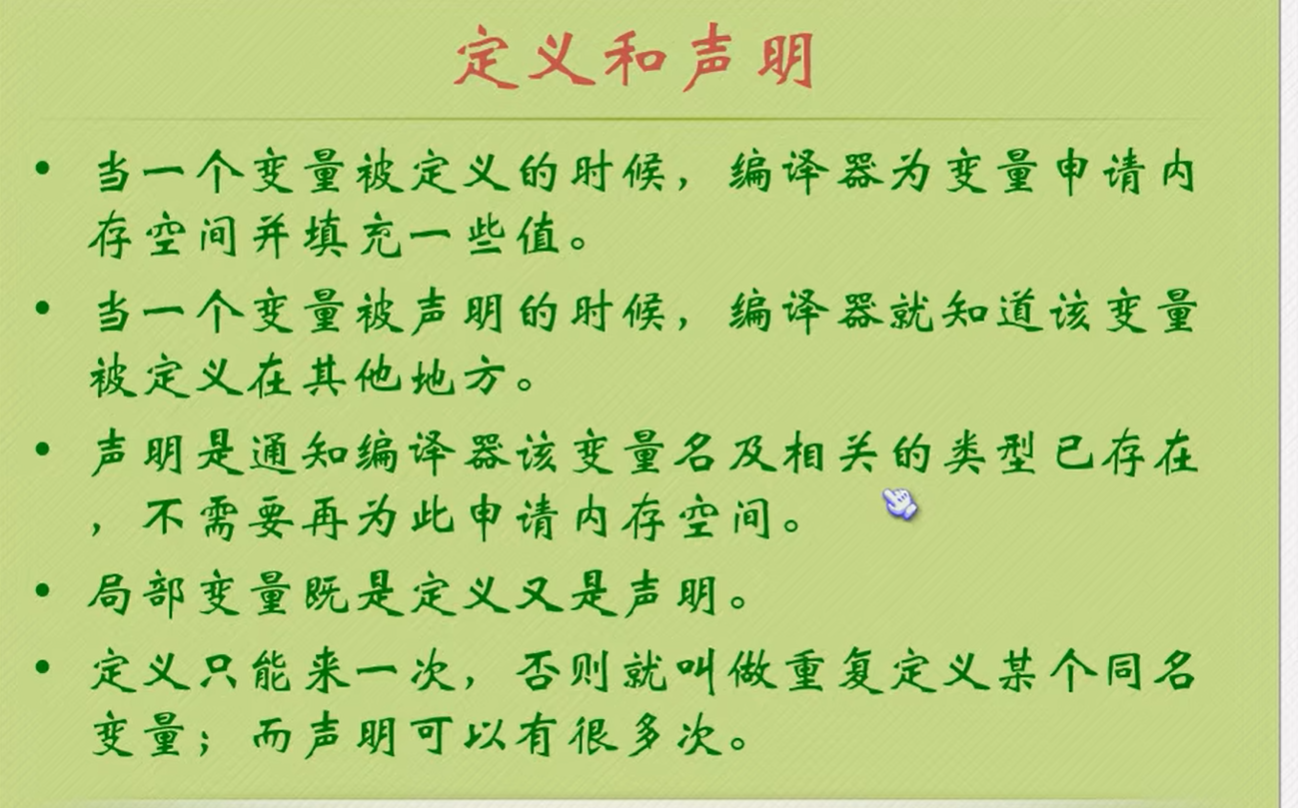 定义和声明
• 当一个变量被定义的时候，编译器为变量申请内
存空间并填充一些值。
• 当一个变量被声明的时候，编译器就知道该变量
被定义在其他地方。
• 声明是通知编译器该变量名及相关的类型已存在
，不需要再为此申请内存空间。
• 局部变量既是定义又是声明。
• 定义只能来一次，否则就叫做重复定义某个同名
变量；而声明可以有很多次。